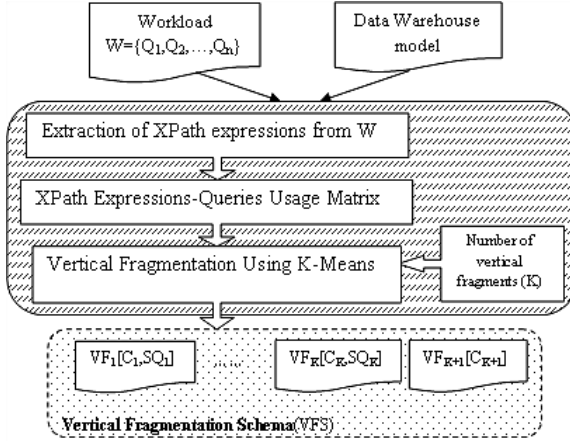 Workload
W={Q1,Q2,…,Qn}
Data Warehouse
model
Extraction of XPath expressions from W
XPath Expressions-Queries Usage Matrix
Vertical Fragmentation Using K-Means
Number of
vertical
fragments (K)
VF1[C1,SQ1]
......
VFK[CK,SQK]
VFK+1[CK+1]
Vertical Fragmentation Schema(VFS)